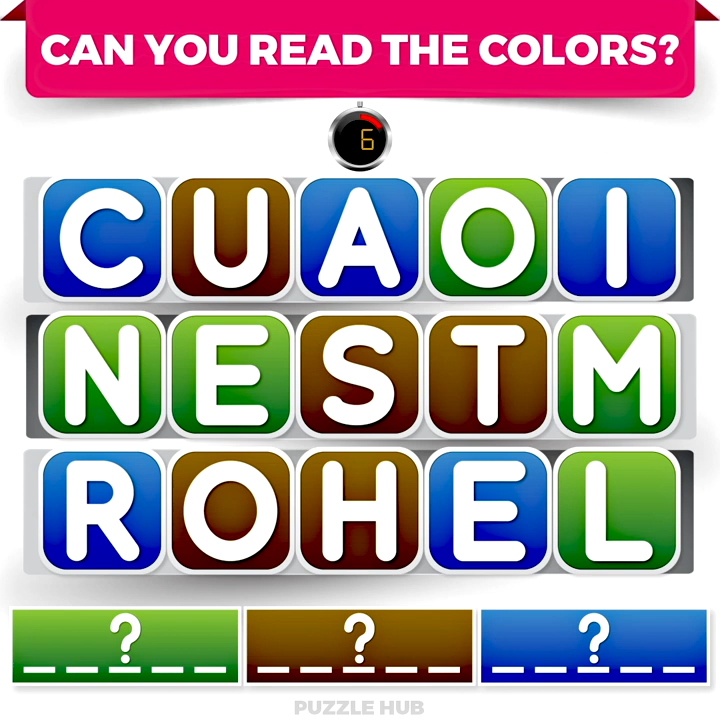 CAN YOU READ THE COLORS?
6
CUAOI
NESTM
ROHEL
? ? ?
_ _ _ _ _ _ _ _ _ _ _ _ _ _ _
PUZZLE HUB